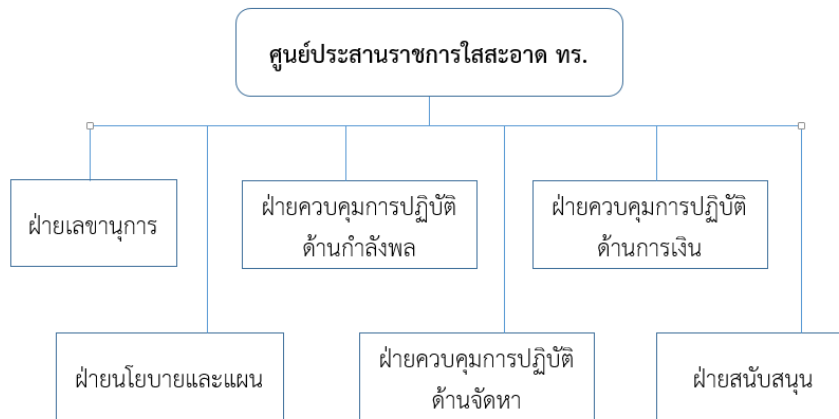 ศูนย์ประสานราชการใสสะอาด ทร.
ฝ่ายเลขานุการ
ฝ่ายควบคุมการปฏิบัติ
ด้านกำลังพล
ฝ่ายควบคุมการปฏิบัติ
ด้านการเงิน
ฝ่ายนโยบายและแผน
ฝ่ายควบคุมการปฏิบัติ
ด้านจัดหา
ฝ่ายสนับสนุน